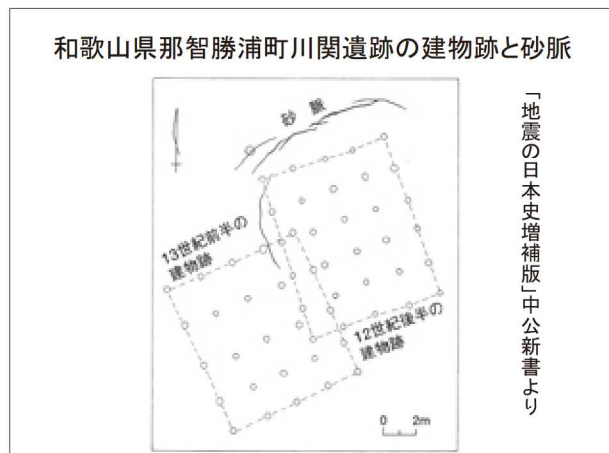 和歌山県那智勝浦町川関遺跡の建物跡と砂脈
砂脈
13世紀前半の
建物跡
12世紀後半の
建物跡
0 2m
「地震の日本史増補版」中公新書より